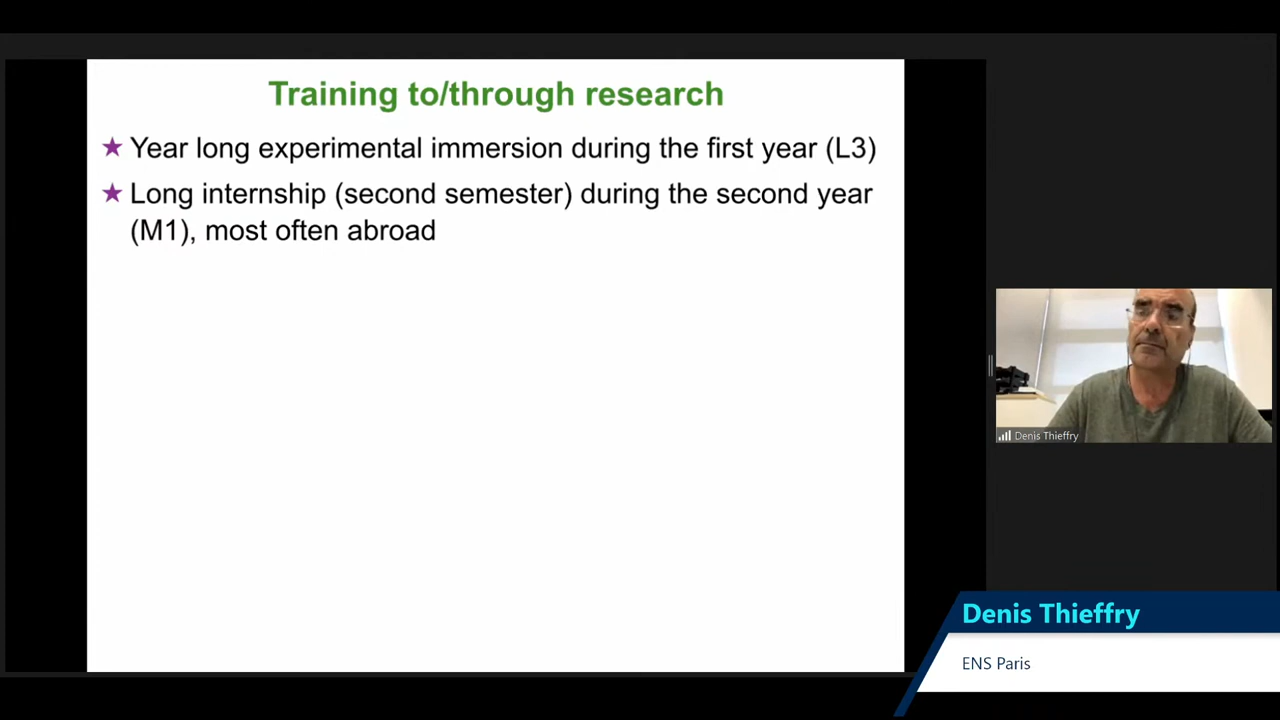 Training to/through research
★ Year long experimental immersion during the first year (L3)
★ Long internship (second semester) during the second year
(M1), most often abroad
Denis Thieffry
Denis Thieffry
ENS Paris